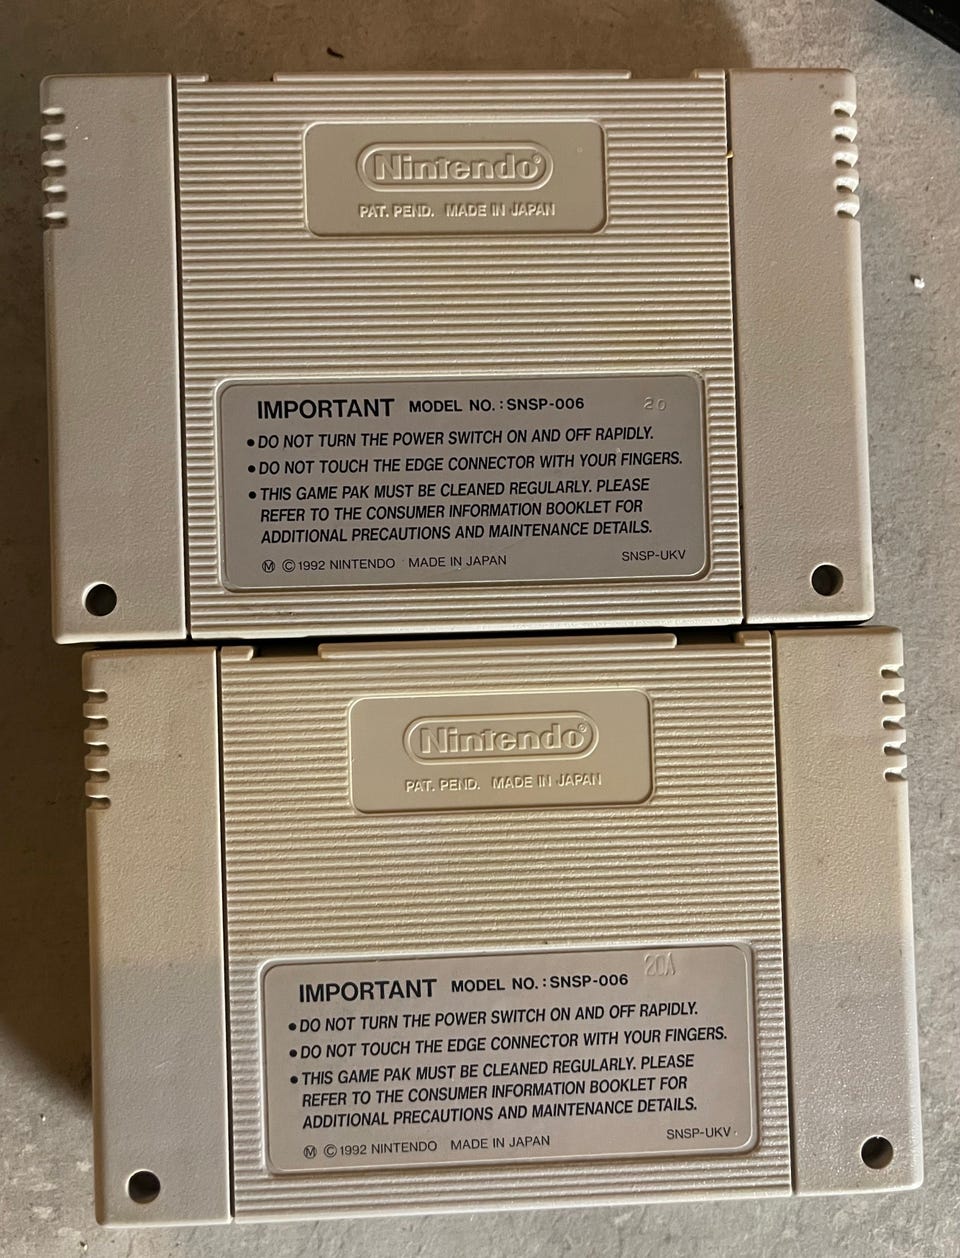 Nintendo®
PAT. PEND. MADE IN JAPAN
IMPORTANT MODEL NO. : SNSP-006 20
• DO NOT TURN THE POWER SWITCH ON AND OFF RAPIDLY.
• DO NOT TOUCH THE EDGE CONNECTOR WITH YOUR FINGERS.
• THIS GAME PAK MUST BE CLEANED REGULARLY. PLEASE
REFER TO THE CONSUMER INFORMATION BOOKLET FOR
ADDITIONAL PRECAUTIONS AND MAINTENANCE DETAILS.
Ⓜ ©1992 NINTENDO MADE IN JAPAN SNSP-UKV
Nintendo®
PAT. PEND. MADE IN JAPAN
IMPORTANT MODEL NO. : SNSP-006 20A
• DO NOT TURN THE POWER SWITCH ON AND OFF RAPIDLY.
• DO NOT TOUCH THE EDGE CONNECTOR WITH YOUR FINGERS.
• THIS GAME PAK MUST BE CLEANED REGULARLY. PLEASE
REFER TO THE CONSUMER INFORMATION BOOKLET FOR
ADDITIONAL PRECAUTIONS AND MAINTENANCE DETAILS.
Ⓜ ©1992 NINTENDO MADE IN JAPAN SNSP-UKV